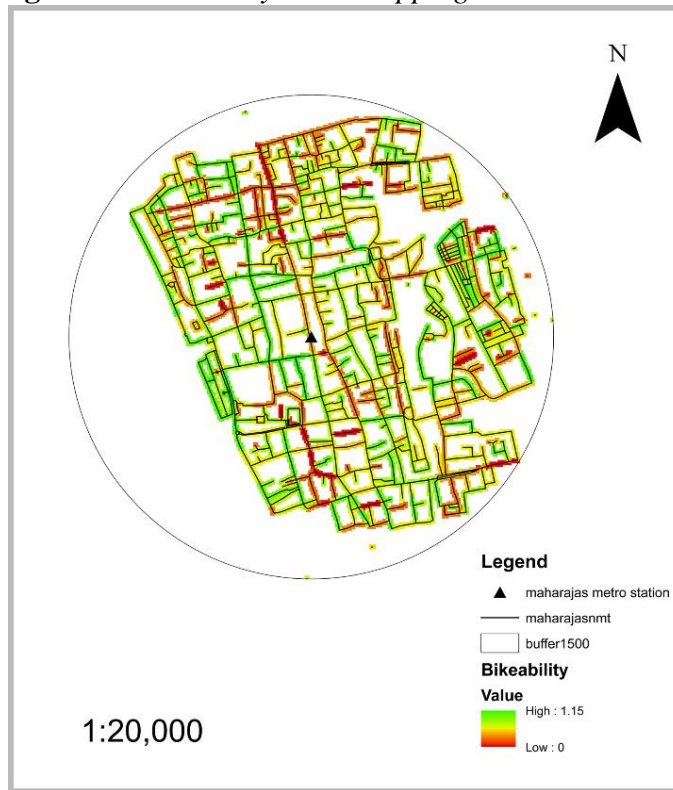 N
Legend
maharajas metro station
maharajasnmt
buffer1500
Bikeability
Value
High : 1.15
Low : 0
1:20,000